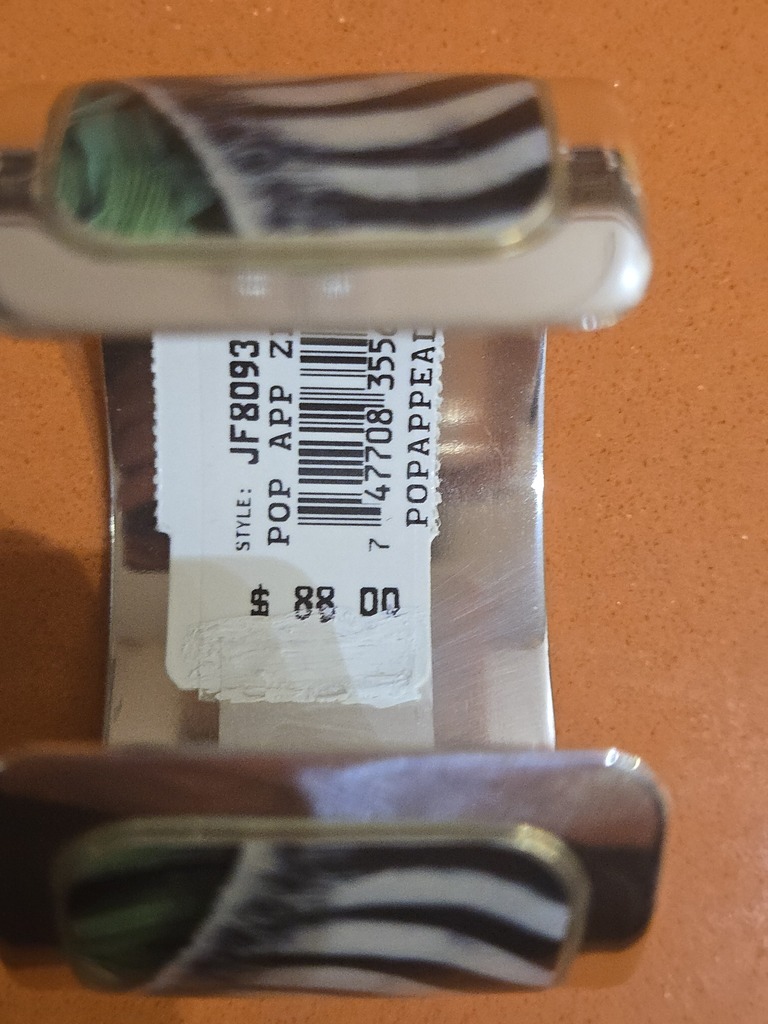 STYLE: JF8093
POP APP
7 47708 355
POPAPPEAL
$ 88 00